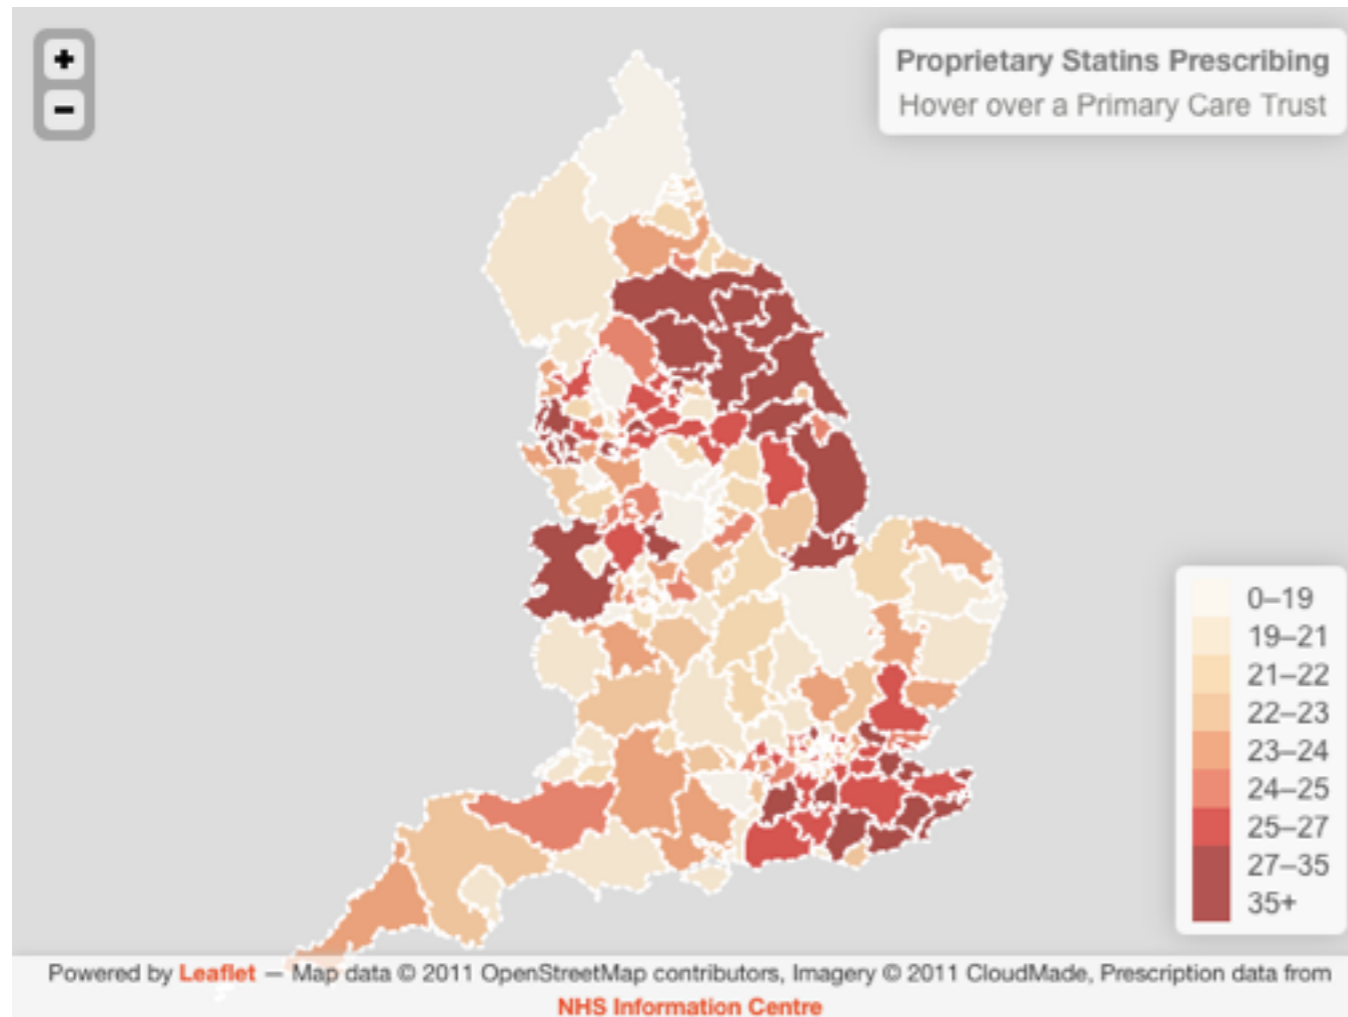 +
−
Proprietary Statins Prescribing
Hover over a Primary Care Trust
0–19
19–21
21–22
22–23
23–24
24–25
25–27
27–35
35+
Powered by Leaflet — Map data © 2011 OpenStreetMap contributors, Imagery © 2011 CloudMade, Prescription data from
NHS Information Centre